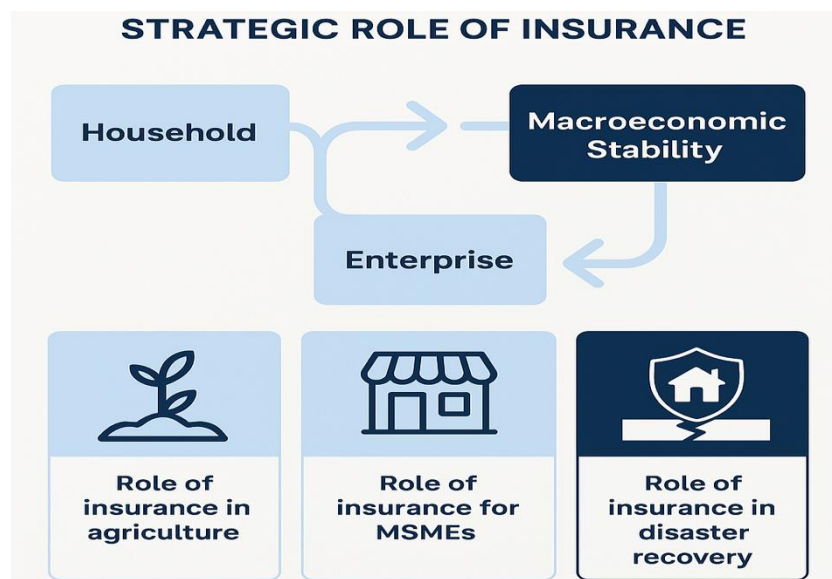 STRATEGIC ROLE OF INSURANCE
Household
Macroeconomic
Stability
Enterprise
Role of
insurance in
agriculture
Role of
insurance for
MSMEs
Role of
insurance in
disaster
recovery